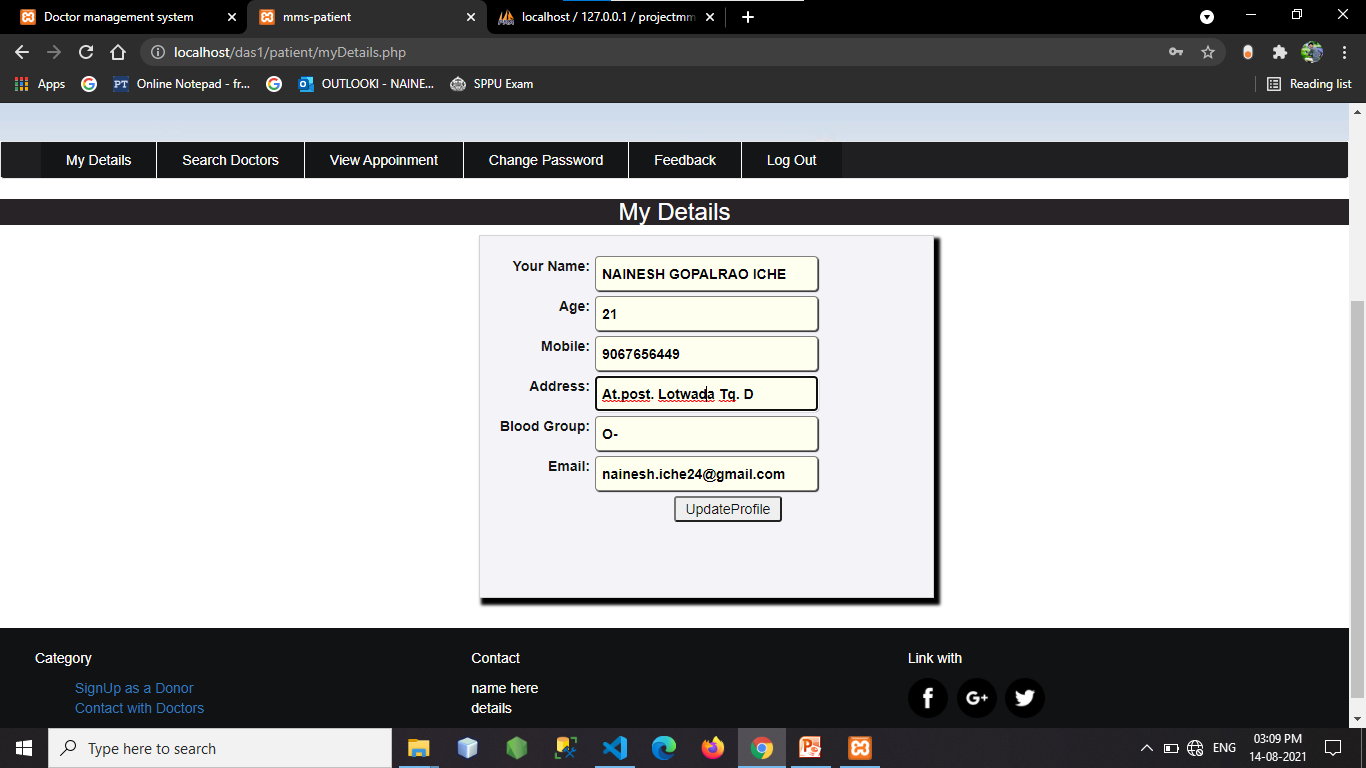 Doctor management system
mms-patient
localhost / 127.0.0.1 / projectmm
localhost/das1/patient/myDetails.php
Apps
PT Online Notepad - fr...
OUTLOOKI - NAINE...
SPPU Exam
Reading list
My Details
Search Doctors
View Appoinment
Change Password
Feedback
Log Out
My Details
Your Name: NAINESH GOPALRAO ICHE
Age: 21
Mobile: 9067656449
Address: At.post. Lotwada Tq. D
Blood Group: O-
Email: nainesh.iche24@gmail.com
UpdateProfile
Category
SignUp as a Donor
Contact with Doctors
Contact
name here
details
Link with
Type here to search
ENG
03:09 PM
14-08-2021